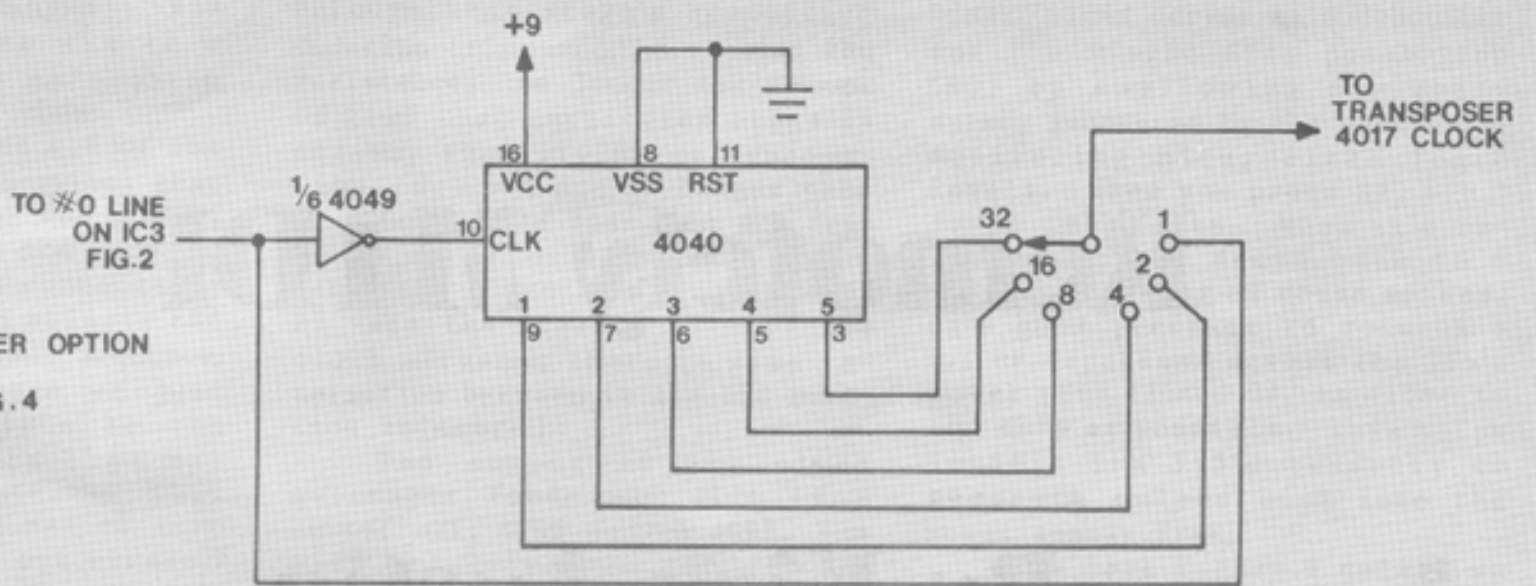 +9
TO
TRANSPOSER
4017 CLOCK
16 8 11
VCC VSS RST
1/6 4049
TO #0 LINE
ON IC3
FIG.2
10 CLK
4040
32
1
16
2
8
4
1 2 3 4 5
9 7 6 5 3
ER OPTION
G.4